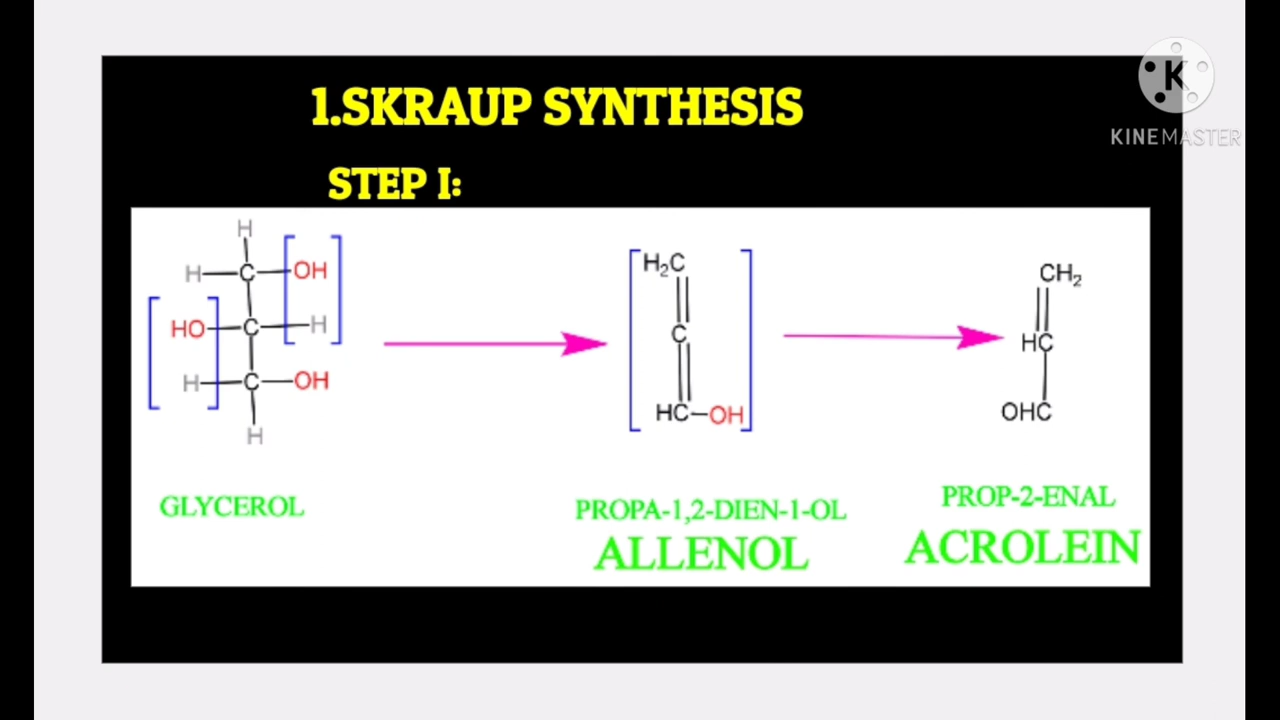 1.SKRAUP SYNTHESIS
K
KINEMASTER
STEP I:
H
H C OH
HO C H
H C OH
H
H₂C
C
HC-OH
CH₂
HC
OHC
GLYCEROL
PROPA-1,2-DIEN-1-OL
ALLENOL
PROP-2-ENAL
ACROLEIN